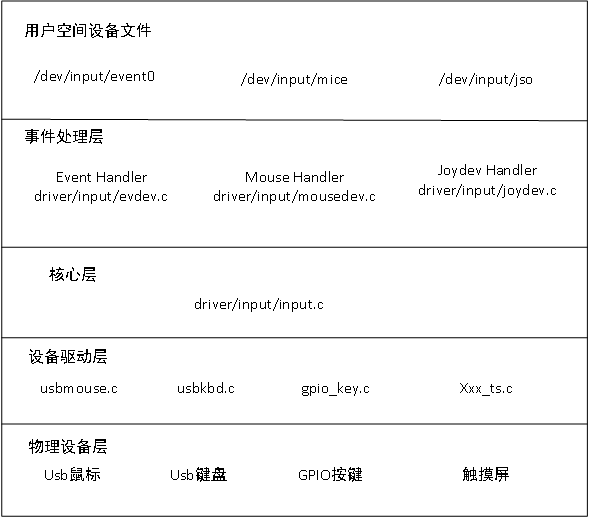 用户空间设备文件
/dev/input/event0 /dev/input/mice /dev/input/jso
事件处理层
Event Handler Mouse Handler Joydev Handler
driver/input/evdev.c driver/input/mousedev.c driver/input/joydev.c
核心层
driver/input/input.c
设备驱动层
usbmouse.c usbkbd.c gpio_key.c Xxx_ts.c
物理设备层
Usb鼠标 Usb键盘 GPIO按键 触摸屏